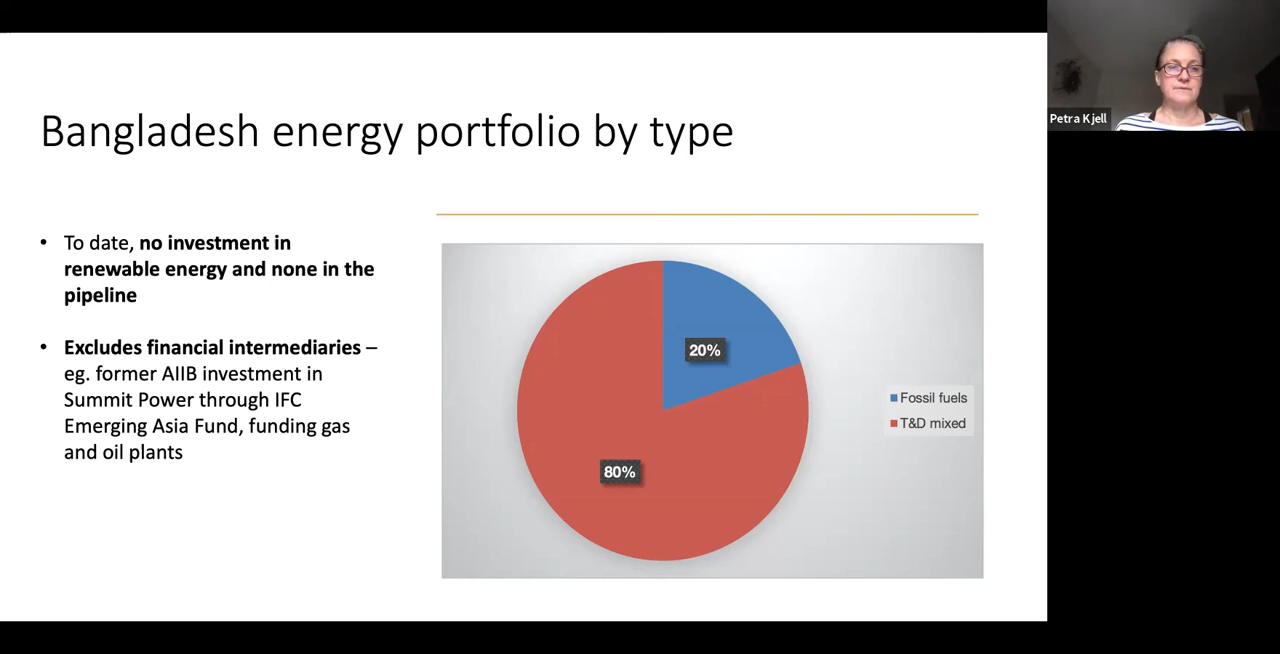 Bangladesh energy portfolio by type
• To date, no investment in
renewable energy and none in the
pipeline
• Excludes financial intermediaries –
eg. former AIIB investment in
Summit Power through IFC
Emerging Asia Fund, funding gas
and oil plants
20%
80%
Fossil fuels
T&D mixed
Petra Kjell